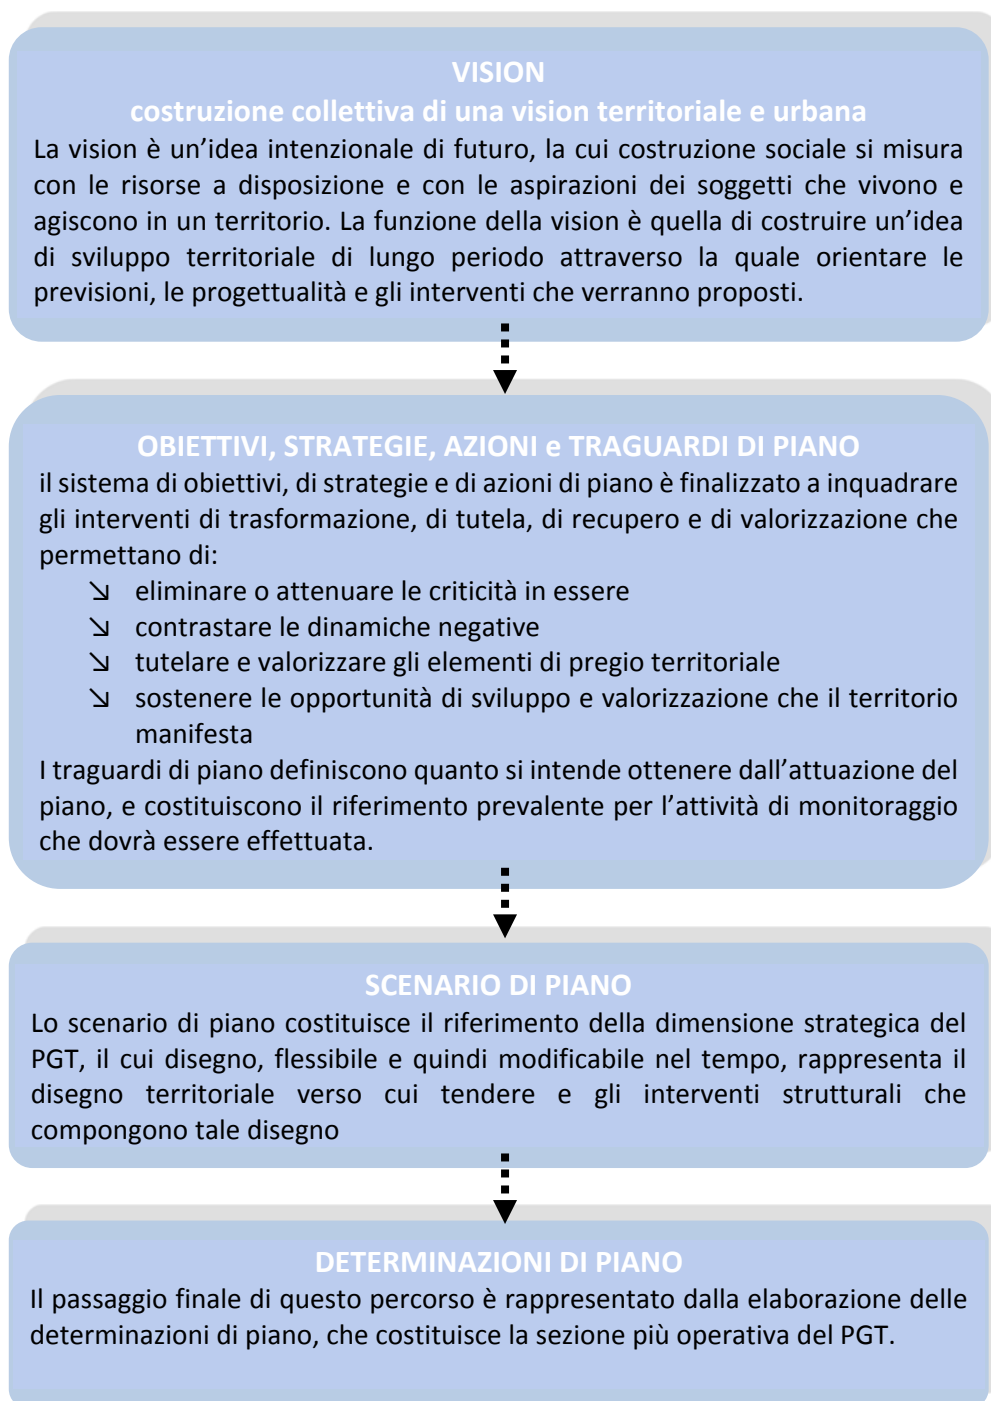 VISION
costruzione collettiva di una vision territoriale e urbana
La vision è un’idea intenzionale di futuro, la cui costruzione sociale si misura
con le risorse a disposizione e con le aspirazioni dei soggetti che vivono e
agiscono in un territorio. La funzione della vision è quella di costruire un’idea
di sviluppo territoriale di lungo periodo attraverso la quale orientare le
previsioni, le progettualità e gli interventi che verranno proposti.
OBIETTIVI, STRATEGIE, AZIONI e TRAGUARDI DI PIANO
il sistema di obiettivi, di strategie e di azioni di piano è finalizzato a inquadrare
gli interventi di trasformazione, di tutela, di recupero e di valorizzazione che
permettano di:
↘ eliminare o attenuare le criticità in essere
↘ contrastare le dinamiche negative
↘ tutelare e valorizzare gli elementi di pregio territoriale
↘ sostenere le opportunità di sviluppo e valorizzazione che il territorio
manifesta
I traguardi di piano definiscono quanto si intende ottenere dall’attuazione del
piano, e costituiscono il riferimento prevalente per l’attività di monitoraggio
che dovrà essere effettuata.
SCENARIO DI PIANO
Lo scenario di piano costituisce il riferimento della dimensione strategica del
PGT, il cui disegno, flessibile e quindi modificabile nel tempo, rappresenta il
disegno territoriale verso cui tendere e gli interventi strutturali che
compongono tale disegno
DETERMINAZIONI DI PIANO
Il passaggio finale di questo percorso è rappresentato dalla elaborazione delle
determinazioni di piano, che costituisce la sezione più operativa del PGT.